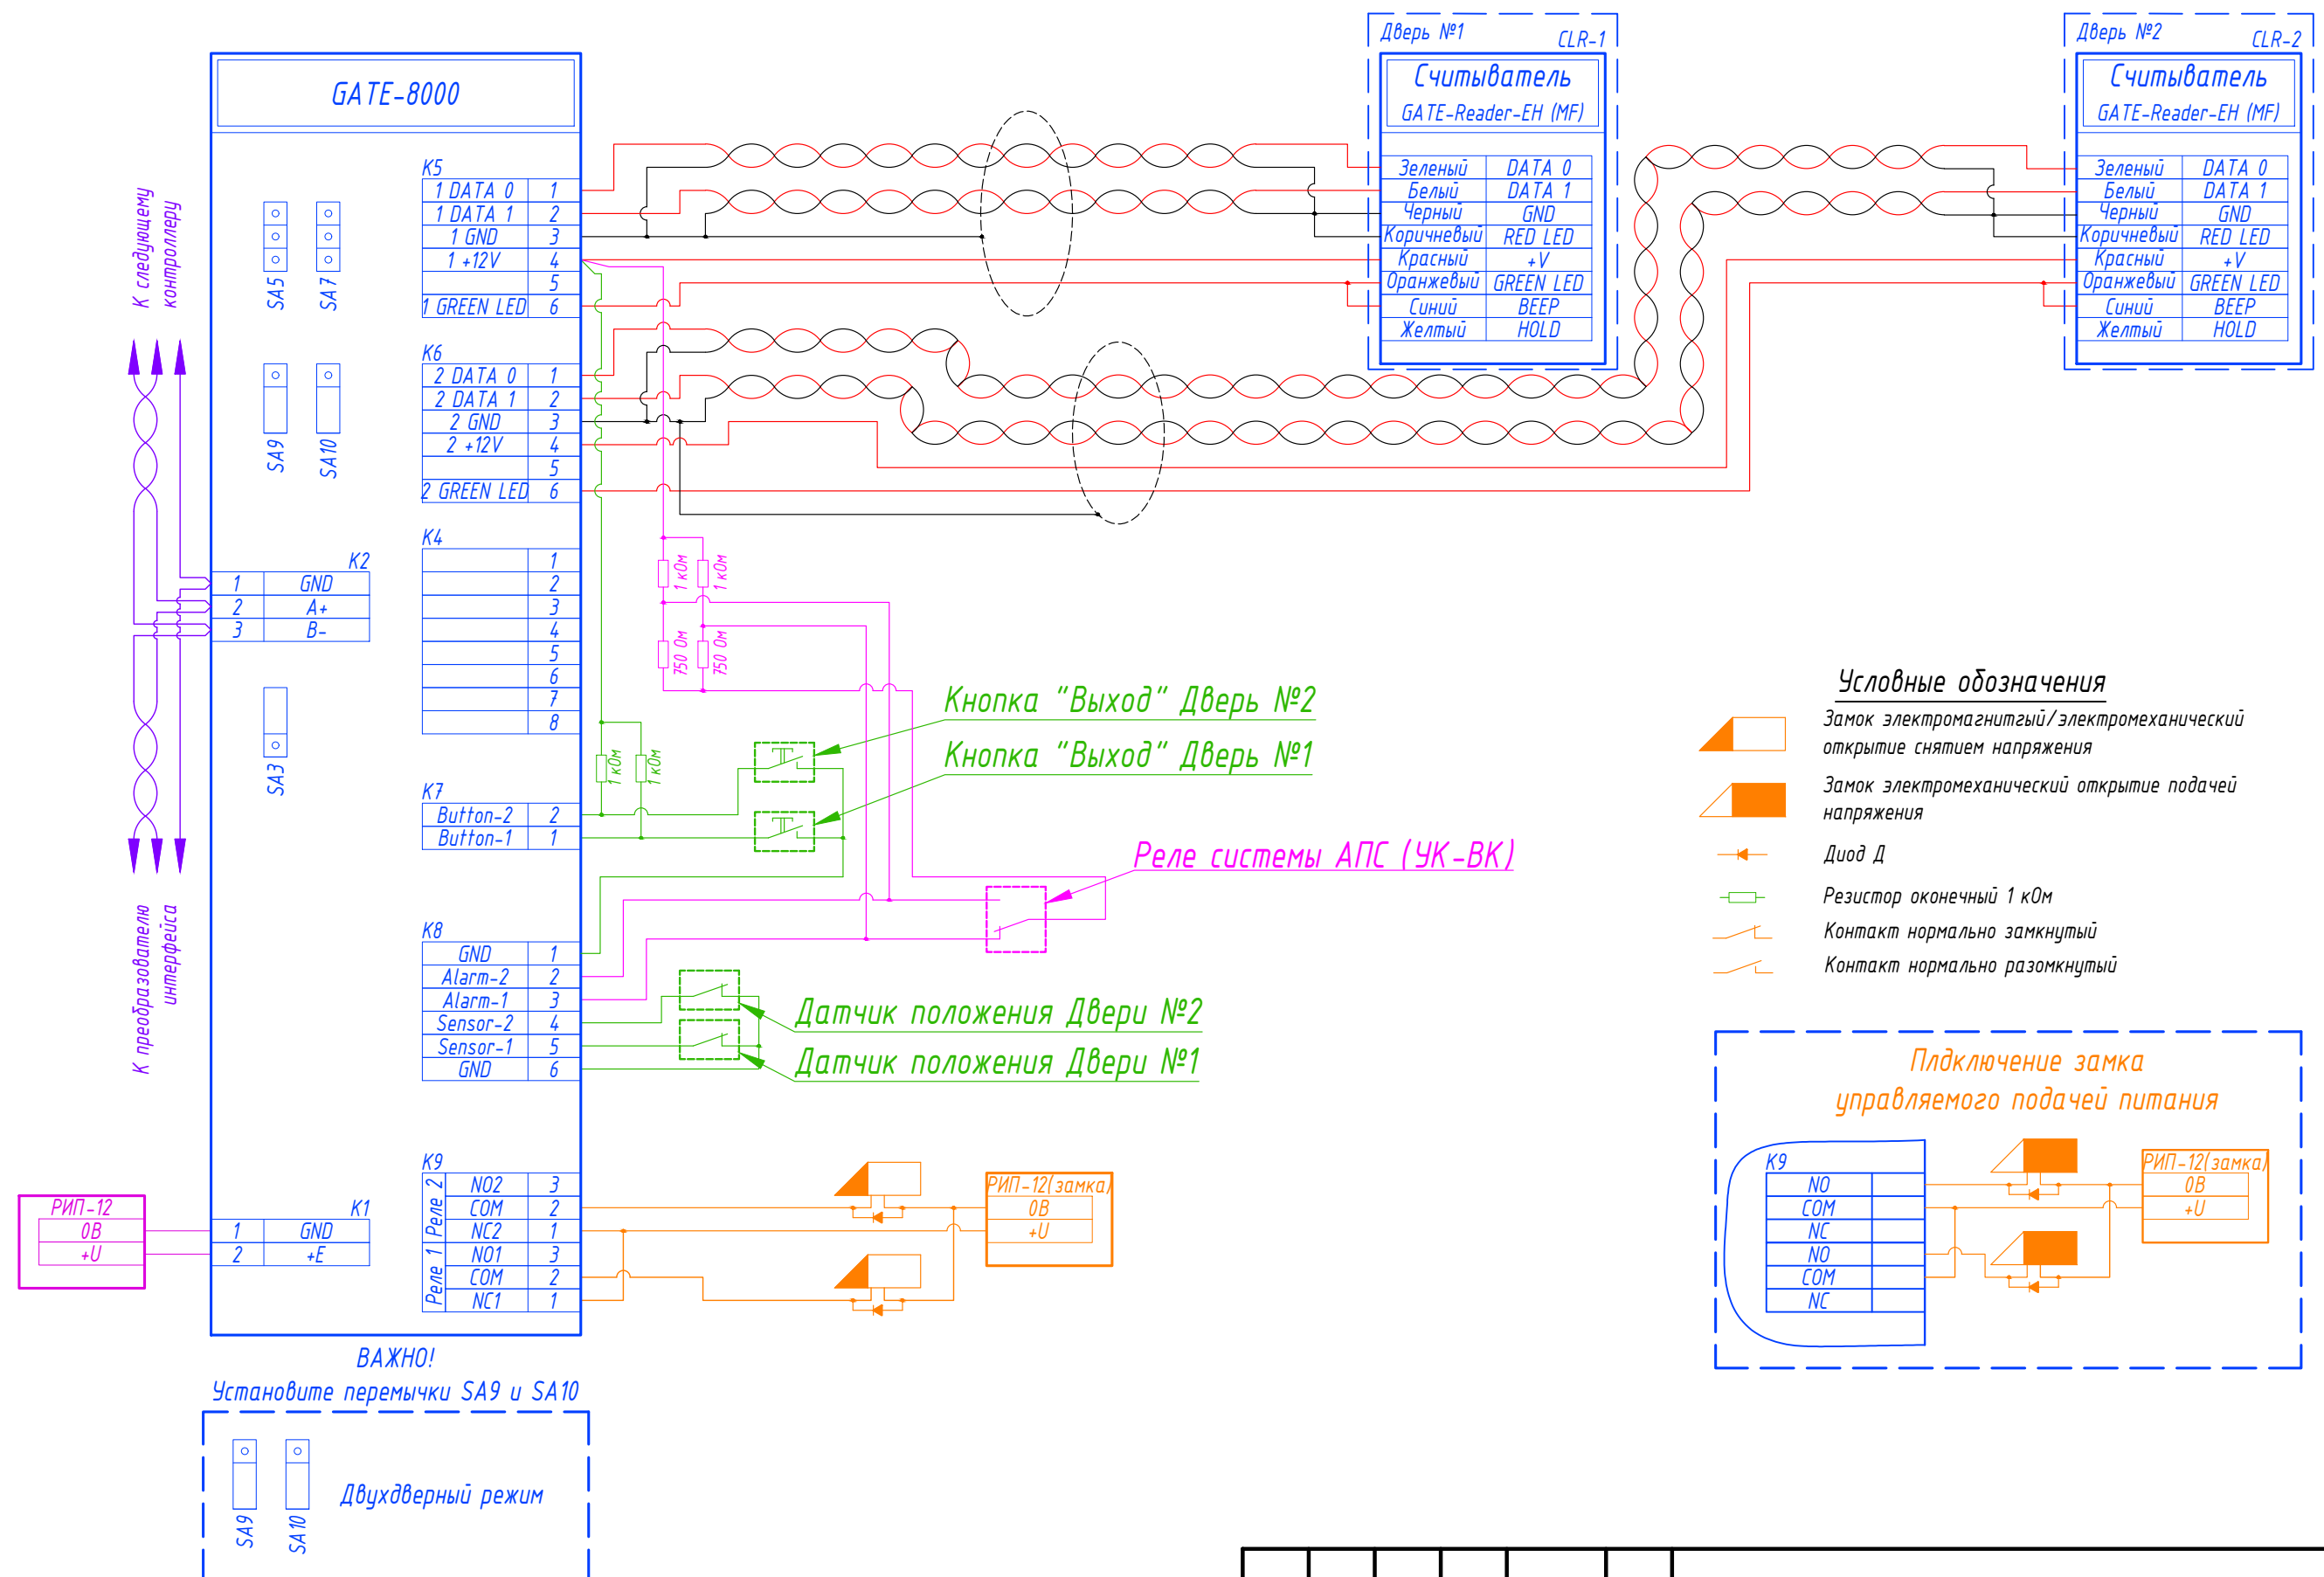 GATE-8000
К следующему
контроллеру
SA5
SA7
SA9
SA10
SA3
K5
1 DATA 0 1
1 DATA 1 2
1 GND 3
1 +12V 4
5
1 GREEN LED 6
K6
2 DATA 0 1
2 DATA 1 2
2 GND 3
2 +12V 4
5
2 GREEN LED 6
K4
1
2
3
4
5
6
7
8
K2
1 GND
2 A+
3 B-
K7
Button-2 2
Button-1 1
K8
GND 1
Alarm-2 2
Alarm-1 3
Sensor-2 4
Sensor-1 5
GND 6
K9
Реле 2
NO2 3
COM 2
NC2 1
Реле 1
NO1 3
COM 2
NC1 1
K1
1 GND
2 +E
К преобразователю
интерфейса
РИП-12
0В
+U
ВАЖНО!
Установите перемычки SA9 и SA10
SA9
SA10
Двухдверный режим
Дверь №1
CLR-1
Считыватель
GATE-Reader-EH (MF)
Зеленый DATA 0
Белый DATA 1
Черный GND
Коричневый RED LED
Красный +V
Оранжевый GREEN LED
Синий BEEP
Желтый HOLD
Дверь №2
CLR-2
Считыватель
GATE-Reader-EH (MF)
Зеленый DATA 0
Белый DATA 1
Черный GND
Коричневый RED LED
Красный +V
Оранжевый GREEN LED
Синий BEEP
Желтый HOLD
1 кОм
1 кОм
750 Ом
750 Ом
1 кОм
1 кОм
Кнопка "Выход" Дверь №2
Кнопка "Выход" Дверь №1
Реле системы АПС (УК-ВК)
Датчик положения Двери №2
Датчик положения Двери №1
РИП-12(замка)
0В
+U
Условные обозначения
Замок электромагнитгый/электромеханический
открытие снятием напряжения
Замок электромеханический открытие подачей
напряжения
Диод Д
Резистор оконечный 1 кОм
Контакт нормально замкнутый
Контакт нормально разомкнутый
Плдключение замка
управляемого подачей питания
K9
NO
COM
NC
NO
COM
NC
РИП-12(замка)
0В
+U